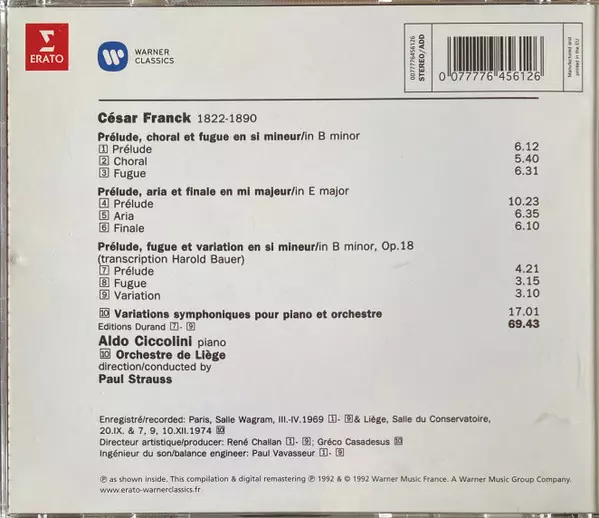 ERATO
WARNER
CLASSICS
0077776456126
STEREO/ADD
0 077776 456126
Manufactured and
printed in the EU
César Franck 1822-1890
Prélude, choral et fugue en si mineur/in B minor
1 Prélude 6.12
2 Choral 5.40
3 Fugue 6.31
Prélude, aria et finale en mi majeur/in E major
4 Prélude 10.23
5 Aria 6.35
6 Finale 6.10
Prélude, fugue et variation en si mineur/in B minor, Op.18
(transcription Harold Bauer)
7 Prélude 4.21
8 Fugue 3.15
9 Variation 3.10
10 Variations symphoniques pour piano et orchestre 17.01
Editions Durand 7 - 9 69.43
Aldo Ciccolini piano
10 Orchestre de Liège
direction/conducted by
Paul Strauss
Enregistré/recorded: Paris, Salle Wagram, III.-IV.1969 1 - 9 & Liège, Salle du Conservatoire,
20.IX. & 7, 9, 10.XII.1974 10
Directeur artistique/producer: René Challan 1 - 9; Gréco Casadesus 10
Ingénieur du son/balance engineer: Paul Vavasseur 1 - 9
℗ as shown inside. This compilation & digital remastering ℗ 1992 & © 1992 Warner Music France. A Warner Music Group Company.
www.erato-warnerclassics.fr